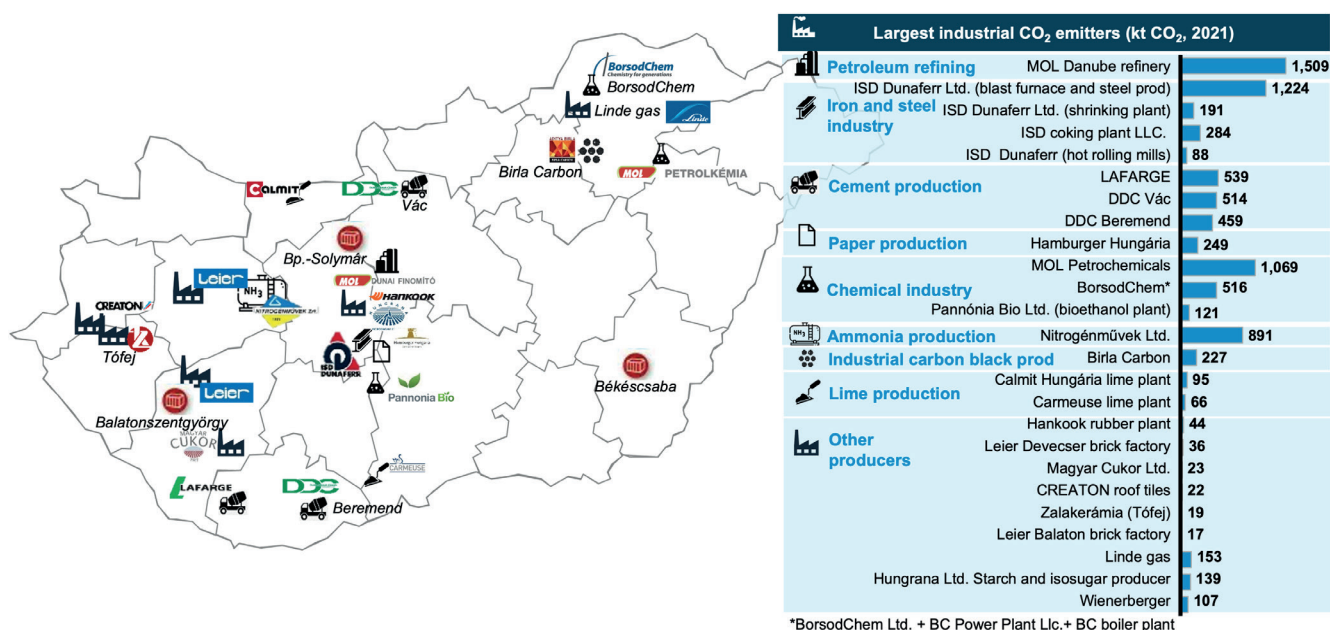 BorsodChem
Chemistry for generations
BorsodChem
Linde gas
Linde
Birla Carbon
MOL PETROLKÉMIA
CALMIT
DDC
Vác
Bp.-Solymár
MOL DUNAI FINOMÍTÓ
HANKOOK
HUNGRANA
Leier
NH3
NITROGÉNMŰVEK ZRT.
CREATON
Tófej
ISD
DUNAFERR
Pannonia Bio
Békéscsaba
Leier
Balatonszentgyörgy
MAGYAR
CUKOR
CARMEUSE
LAFARGE
DDC
Beremend
Largest industrial CO2 emitters (kt CO2, 2021)
Petroleum refining
MOL Danube refinery 1,509
Iron and steel
industry
ISD Dunaferr Ltd. (blast furnace and steel prod) 1,224
ISD Dunaferr Ltd. (shrinking plant) 191
ISD coking plant LLC. 284
ISD Dunaferr (hot rolling mills) 88
Cement production
LAFARGE 539
DDC Vác 514
DDC Beremend 459
Paper production
Hamburger Hungária 249
Chemical industry
MOL Petrochemicals 1,069
BorsodChem* 516
Pannónia Bio Ltd. (bioethanol plant) 121
NH3
Ammonia production
Nitrogénművek Ltd. 891
Industrial carbon black prod
Birla Carbon 227
Lime production
Calmit Hungária lime plant 95
Carmeuse lime plant 66
Other
producers
Hankook rubber plant 44
Leier Devecser brick factory 36
Magyar Cukor Ltd. 23
CREATON roof tiles 22
Zalakerámia (Tófej) 19
Leier Balaton brick factory 17
Linde gas 153
Hungrana Ltd. Starch and isosugar producer 139
Wienerberger 107
*BorsodChem Ltd. + BC Power Plant Llc.+ BC boiler plant